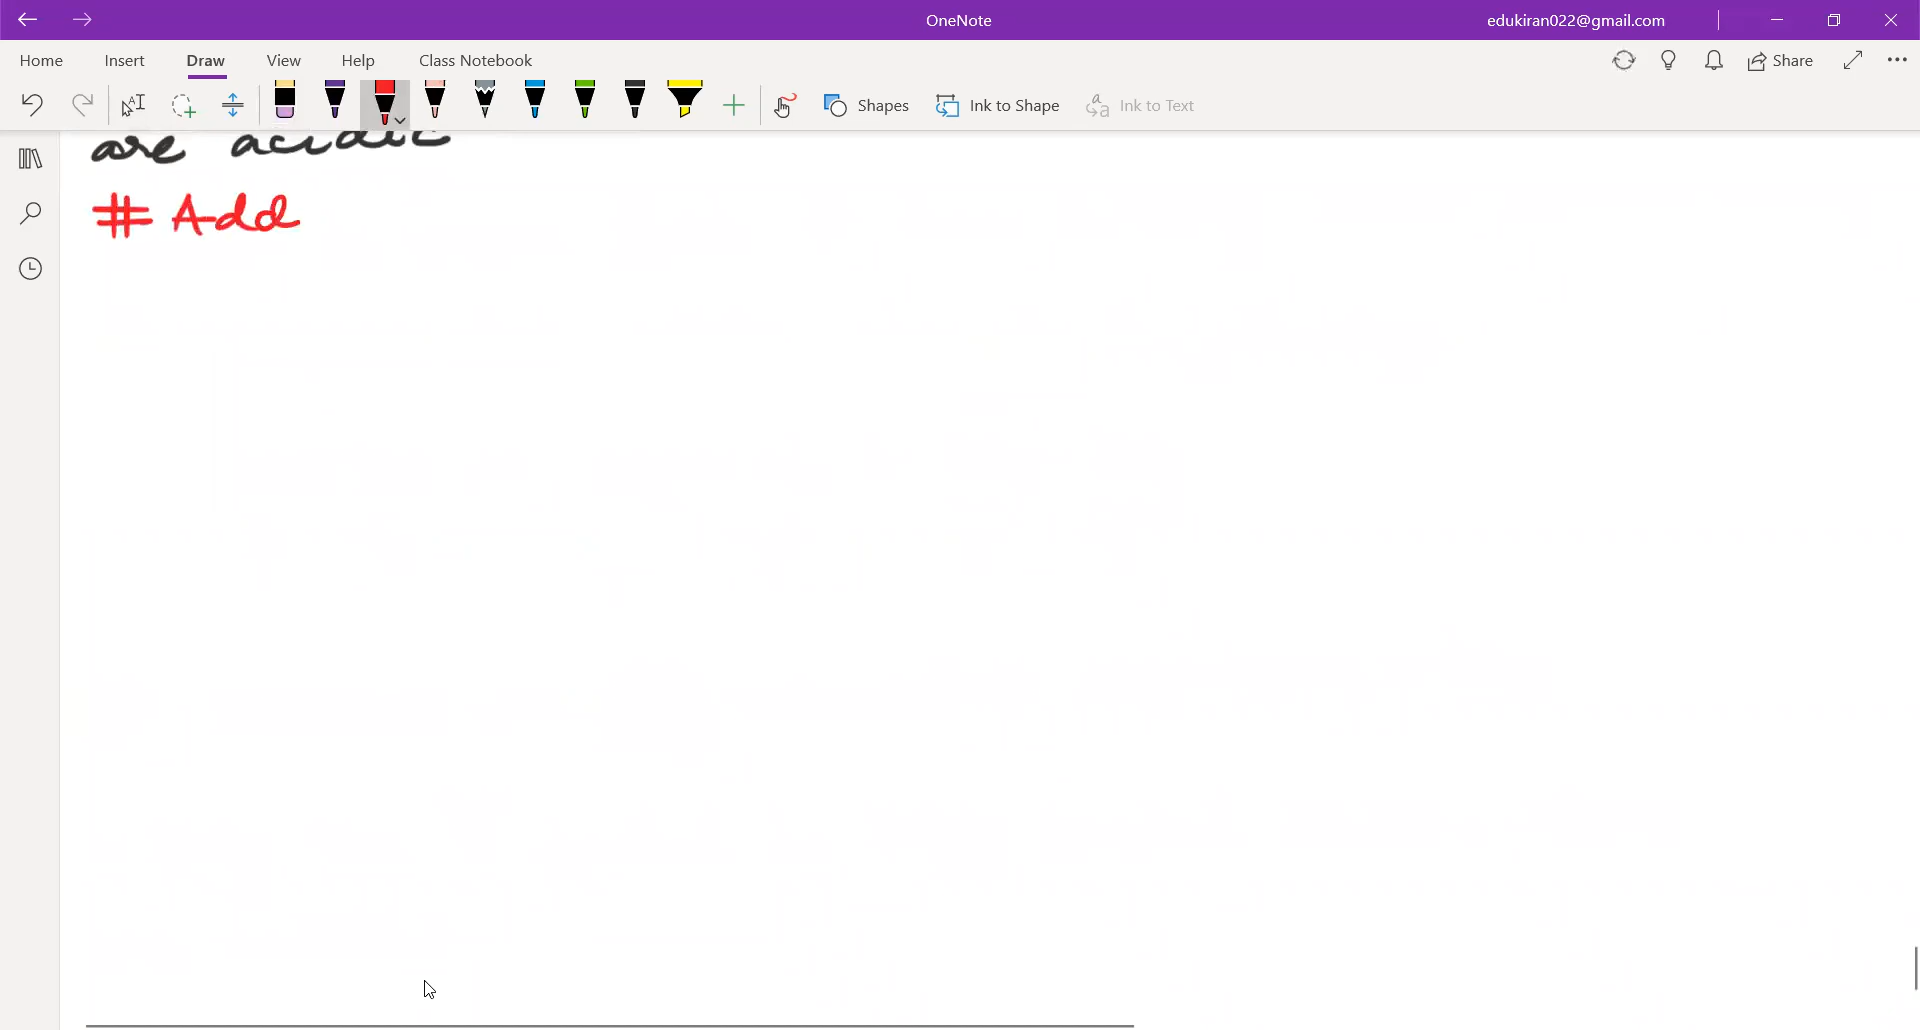 OneNote
edukiran022@gmail.com
Home Insert Draw View Help Class Notebook
Share
Shapes Ink to Shape Ink to Text
are acidic
# Add